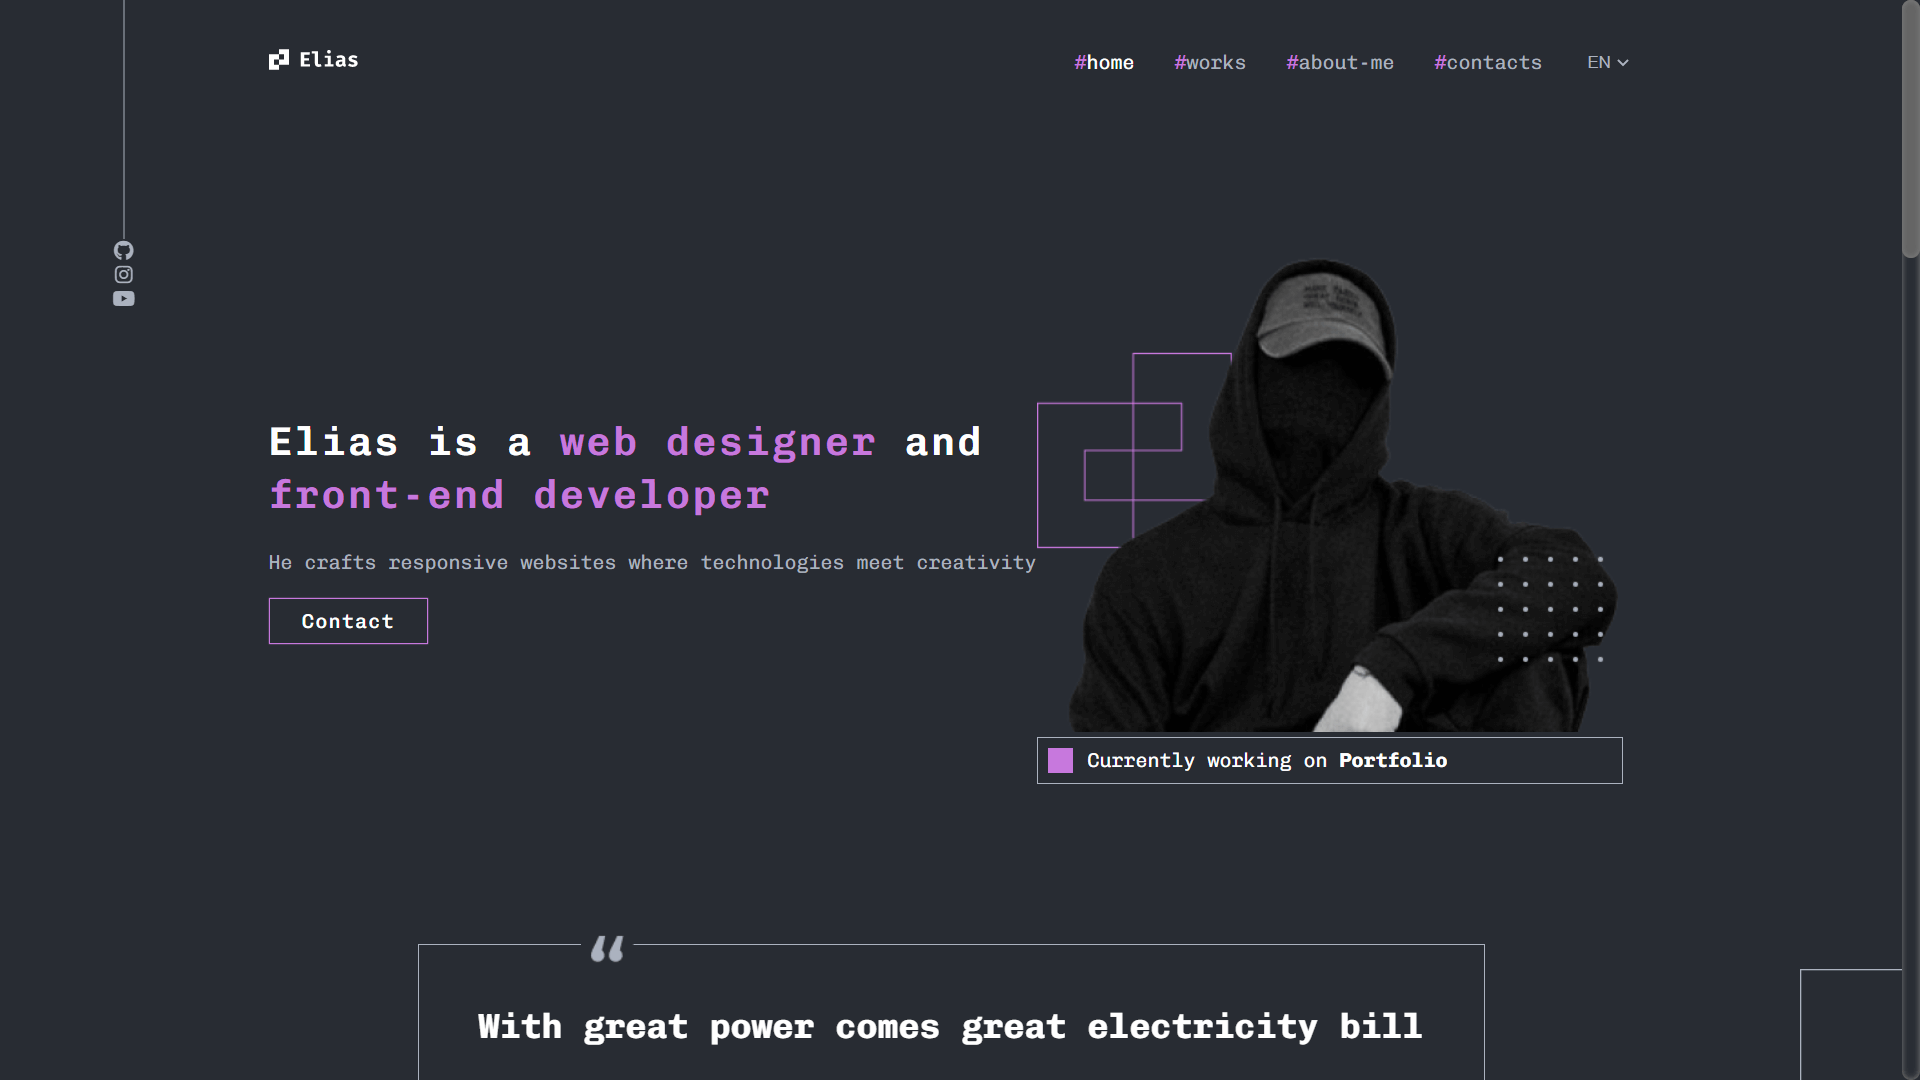 Elias
#home #works #about-me #contacts EN
Elias is a web designer and
front-end developer
He crafts responsive websites where technologies meet creativity
Contact
Currently working on Portfolio
“
With great power comes great electricity bill